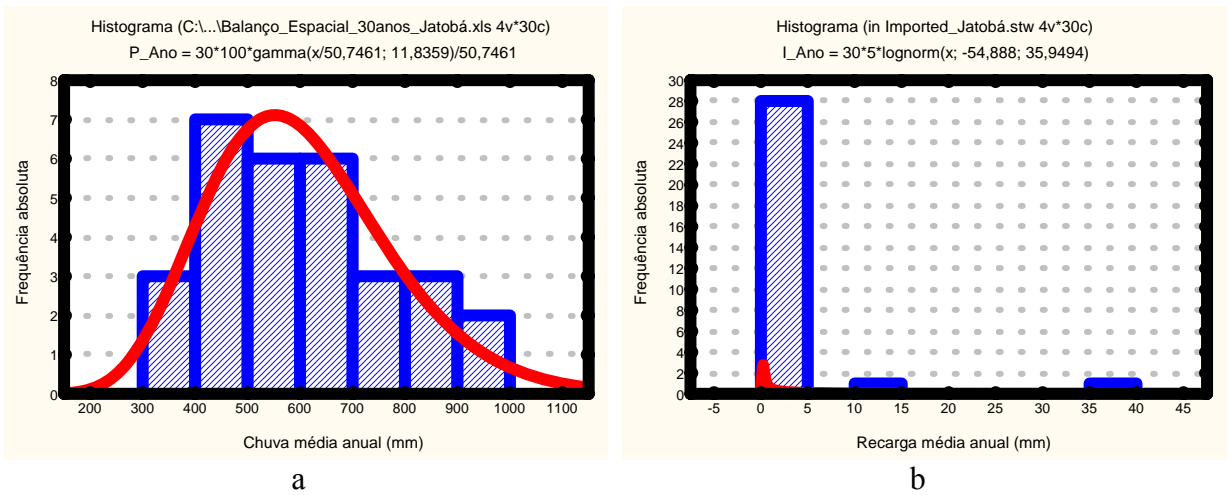 Histograma (C:\...\Balanço_Espacial_30anos_Jatobá.xls 4v*30c)
P_Ano = 30*100*gamma(x/50,7461; 11,8359)/50,7461
8
7
6
5
4
3
2
1
0
Frequência absoluta
200 300 400 500 600 700 800 900 1000 1100
Chuva média anual (mm)
a
Histograma (in Imported_Jatobá.stw 4v*30c)
I_Ano = 30*5*lognorm(x; -54,888; 35,9494)
30
28
26
24
22
20
18
16
14
12
10
8
6
4
2
0
Frequência absoluta
-5 0 5 10 15 20 25 30 35 40 45
Recarga média anual (mm)
b